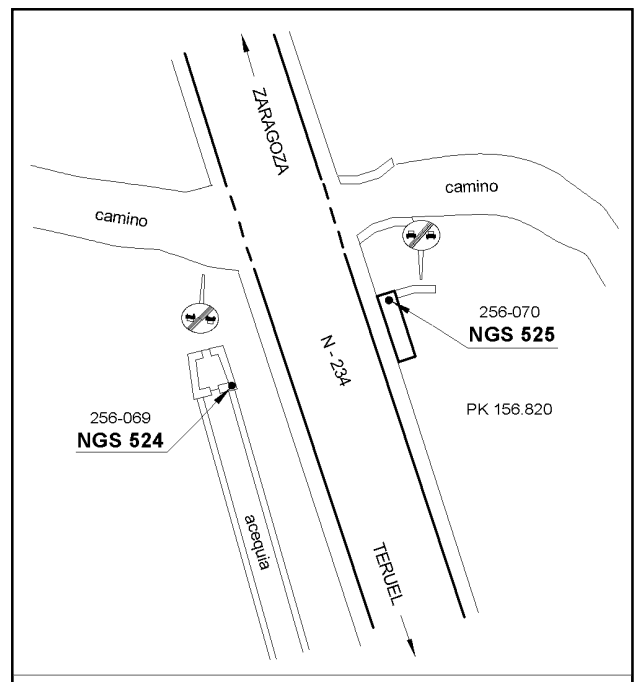 ZARAGOZA
camino
camino
256-070
NGS 525
N - 234
PK 156.820
256-069
NGS 524
acequia
TERUEL